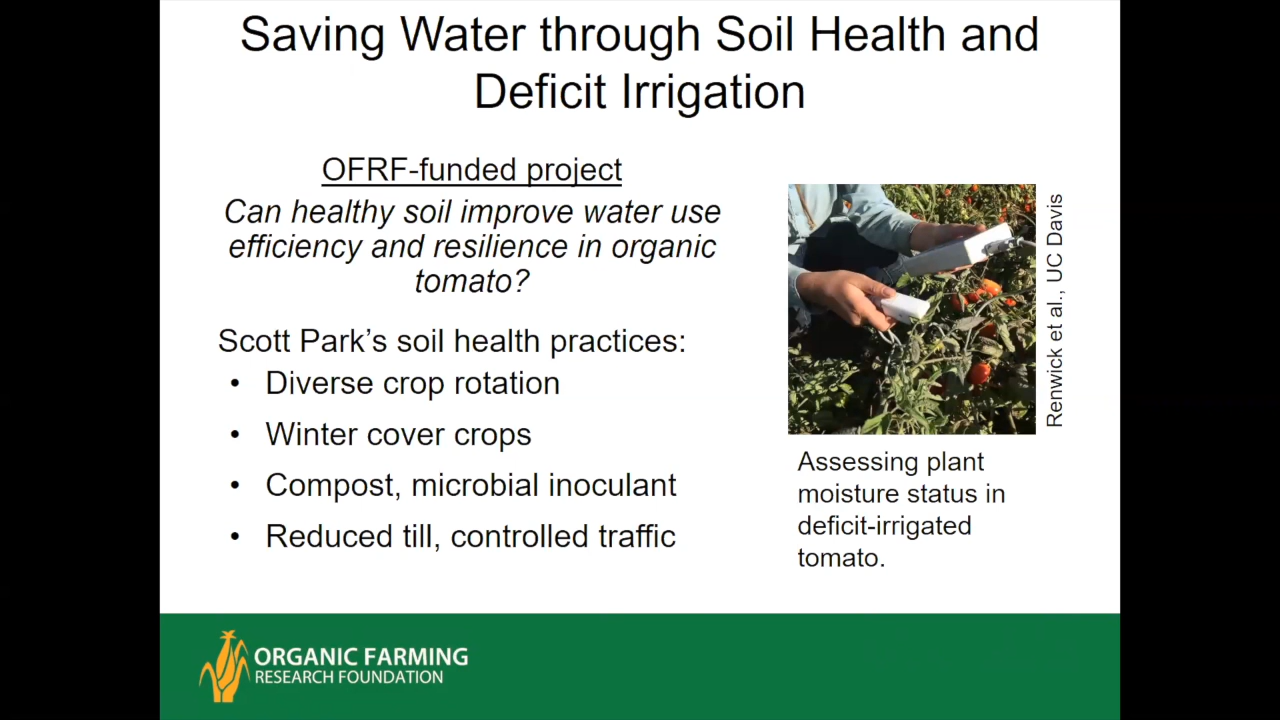 Saving Water through Soil Health and
Deficit Irrigation
OFRF-funded project
Can healthy soil improve water use
efficiency and resilience in organic
tomato?
Scott Park’s soil health practices:
• Diverse crop rotation
• Winter cover crops
• Compost, microbial inoculant
• Reduced till, controlled traffic
Renwick et al., UC Davis
Assessing plant
moisture status in
deficit-irrigated
tomato.
ORGANIC FARMING
RESEARCH FOUNDATION